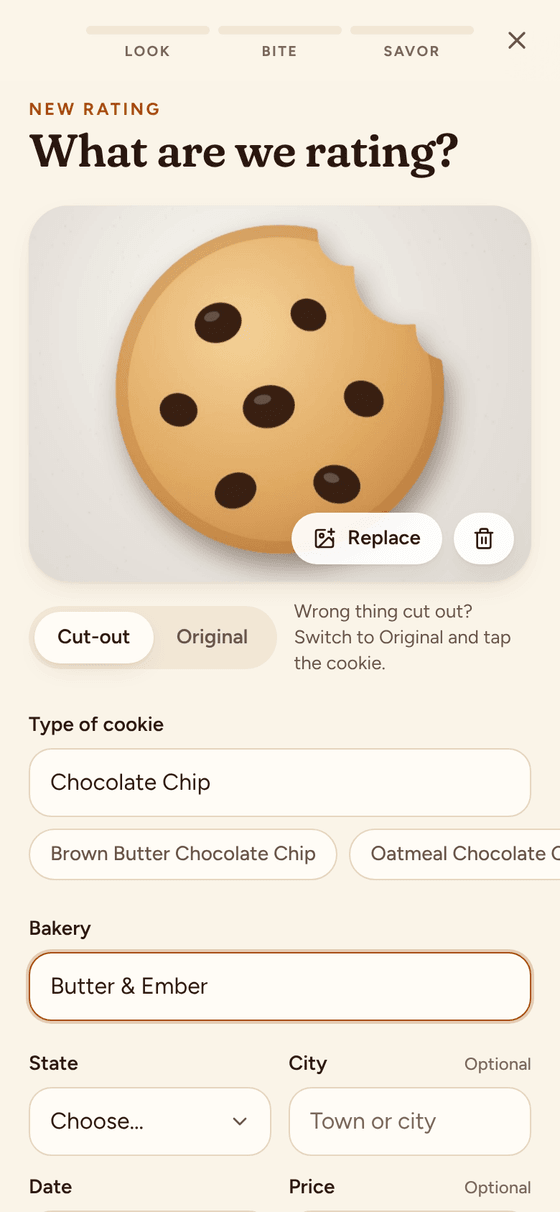 LOOK BITE SAVOR
NEW RATING
What are we rating?
Replace
Cut-out Original
Wrong thing cut out?
Switch to Original and tap
the cookie.
Type of cookie
Chocolate Chip
Brown Butter Chocolate Chip Oatmeal Chocolate
Bakery
Butter & Ember
State City Optional
Choose... Town or city
Date Price Optional